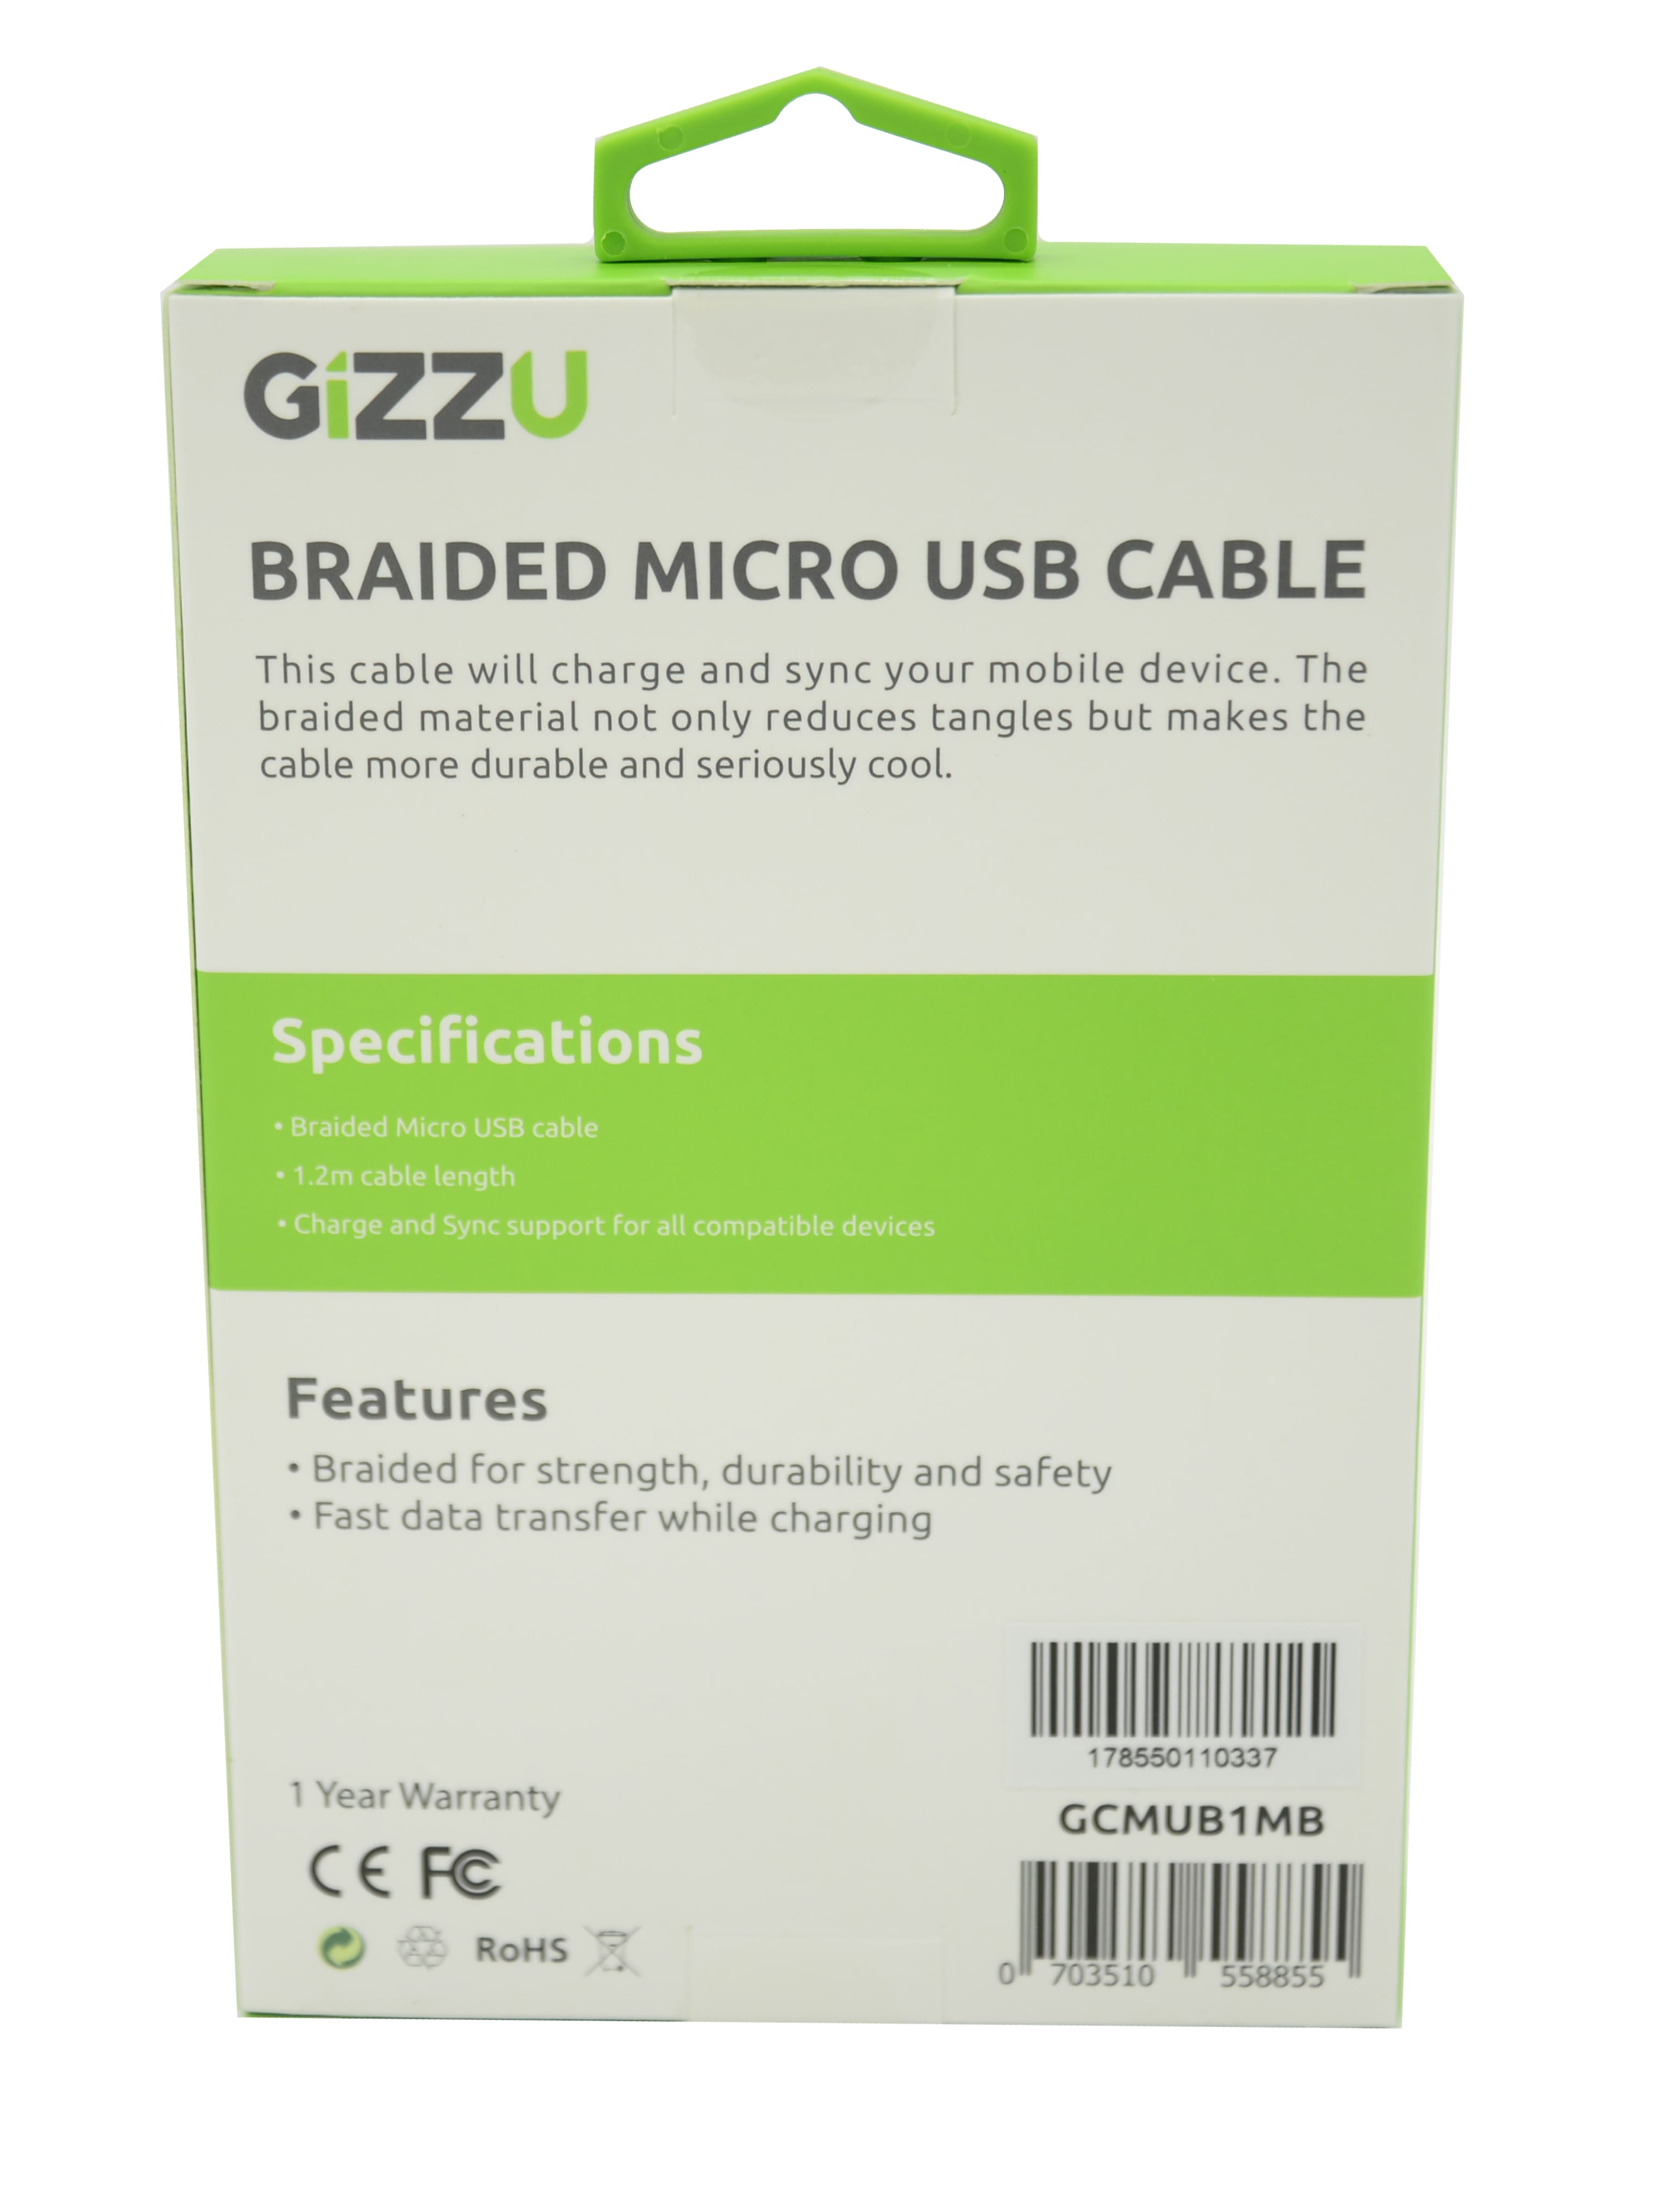 GiZZU
BRAIDED MICRO USB CABLE
This cable will charge and sync your mobile device. The
braided material not only reduces tangles but makes the
cable more durable and seriously cool.
Specifications
• Braided Micro USB cable
• 1.2m cable length
• Charge and Sync support for all compatible devices
Features
• Braided for strength, durability and safety
• Fast data transfer while charging
178550110337
1 Year Warranty
GCMUB1MB
CE FC
RoHS
0 703510 558855